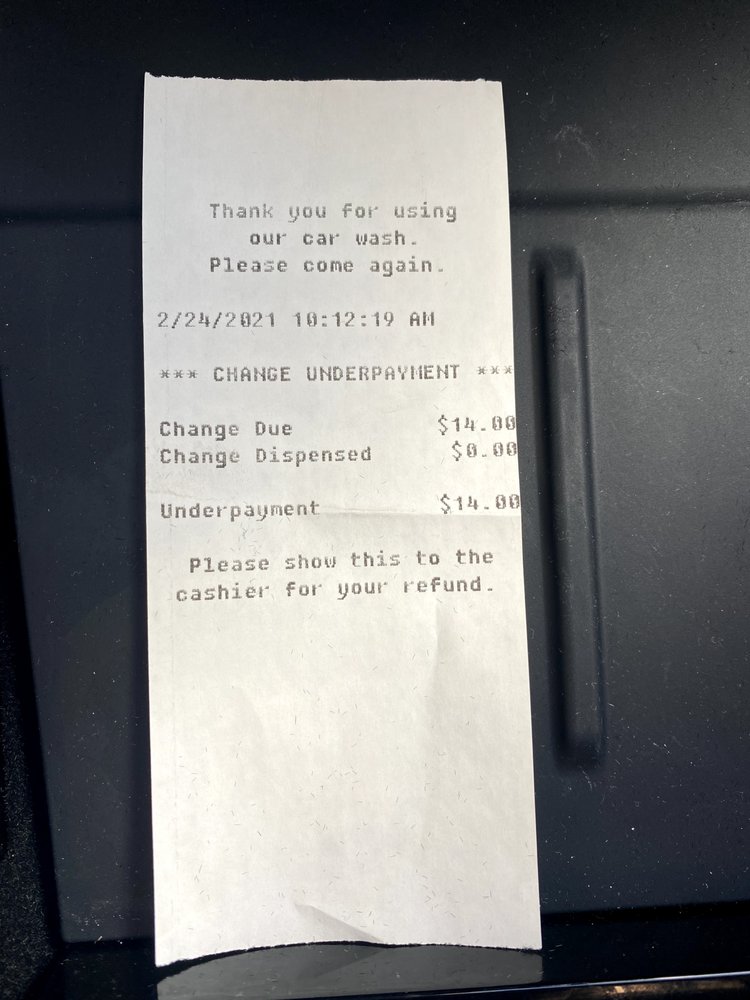 Thank you for using
our car wash.
Please come again.
2/24/2021 10:12:19 AM
*** CHANGE UNDERPAYMENT ***
Change Due $14.00
Change Dispensed $0.00
Underpayment $14.00
Please show this to the
cashier for your refund.